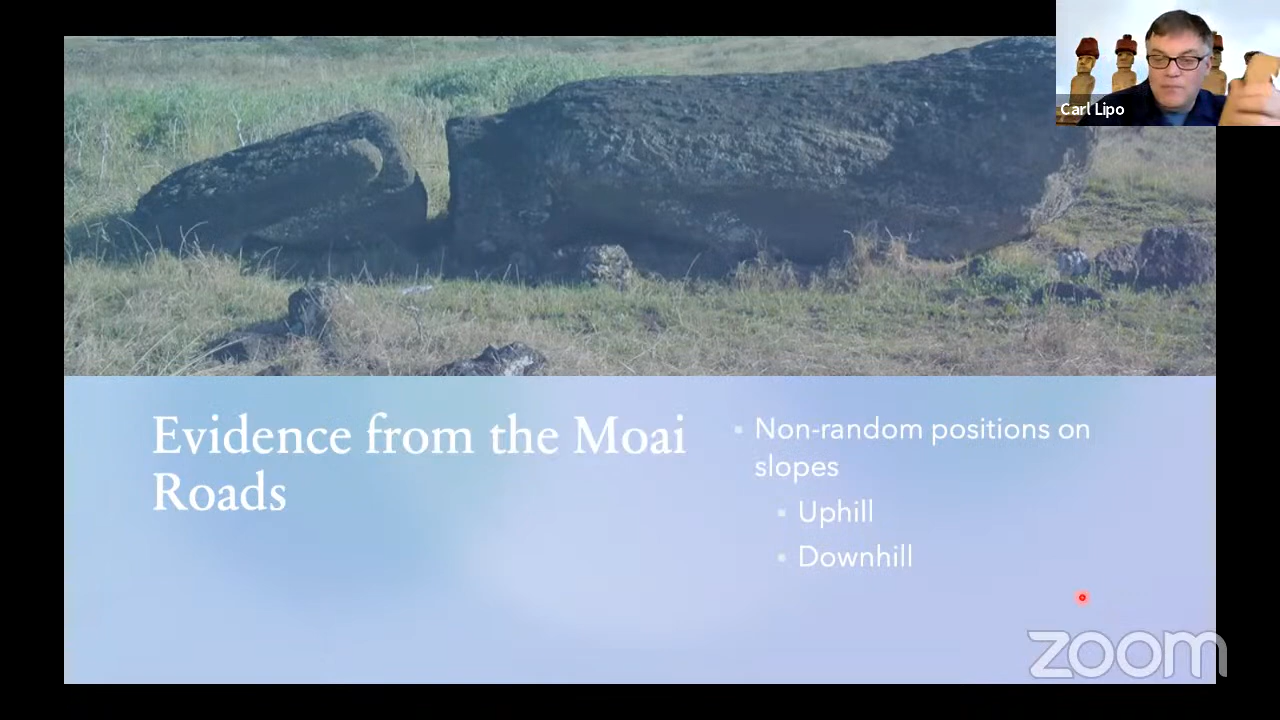 Carl Lipo
Evidence from the Moai
Roads
Non-random positions on
slopes
Uphill
Downhill
zoom